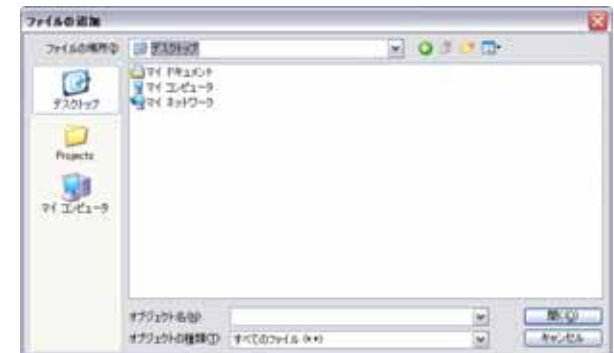 ファイルの追加
ファイルの場所(I)
デスクトップ
マイ ドキュメント
マイ コンピュータ
マイ ネットワーク
デスクトップ
Projects
マイ コンピュータ
オブジェクト名(N)
開く(O)
オブジェクトの種類(T)
すべてのファイル (*.*)
キャンセル